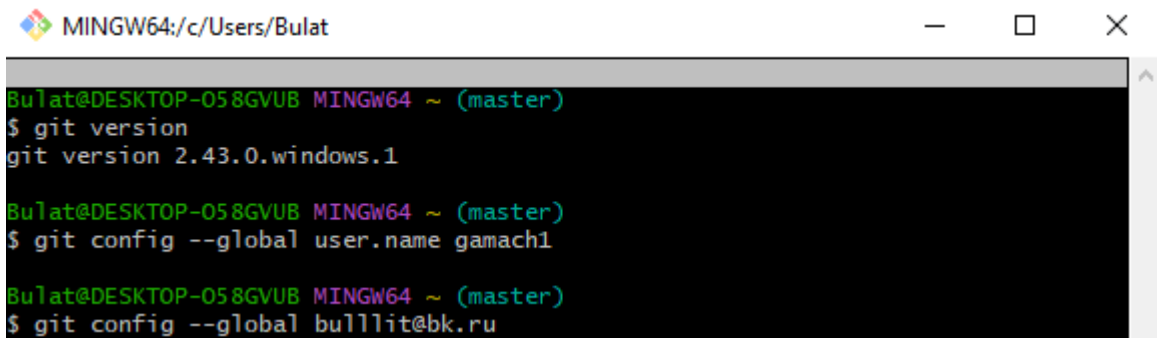 MINGW64:/c/Users/Bulat
Bulat@DESKTOP-O58GVUB MINGW64 ~ (master)
$ git version
git version 2.43.0.windows.1
Bulat@DESKTOP-O58GVUB MINGW64 ~ (master)
$ git config --global user.name gamach1
Bulat@DESKTOP-O58GVUB MINGW64 ~ (master)
$ git config --global bulllit@bk.ru